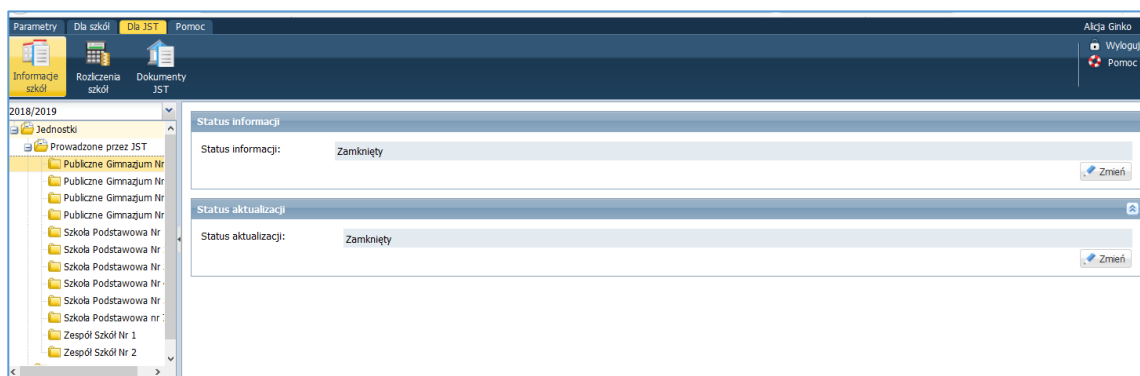 Parametry Dla szkół Dla JST Pomoc Alicja Ginko
Informacje szkół
Rozliczenia szkół
Dokumenty JST
Wyloguj
Pomoc
2018/2019
Jednostki
Prowadzone przez JST
Publiczne Gimnazjum Nr
Publiczne Gimnazjum Nr
Publiczne Gimnazjum Nr
Publiczne Gimnazjum Nr
Szkoła Podstawowa Nr
Szkoła Podstawowa Nr
Szkoła Podstawowa Nr
Szkoła Podstawowa Nr
Szkoła Podstawowa Nr
Szkoła Podstawowa nr
Zespół Szkół Nr 1
Zespół Szkół Nr 2
Status informacji
Status informacji: Zamknięty
Zmień
Status aktualizacji
Status aktualizacji: Zamknięty
Zmień